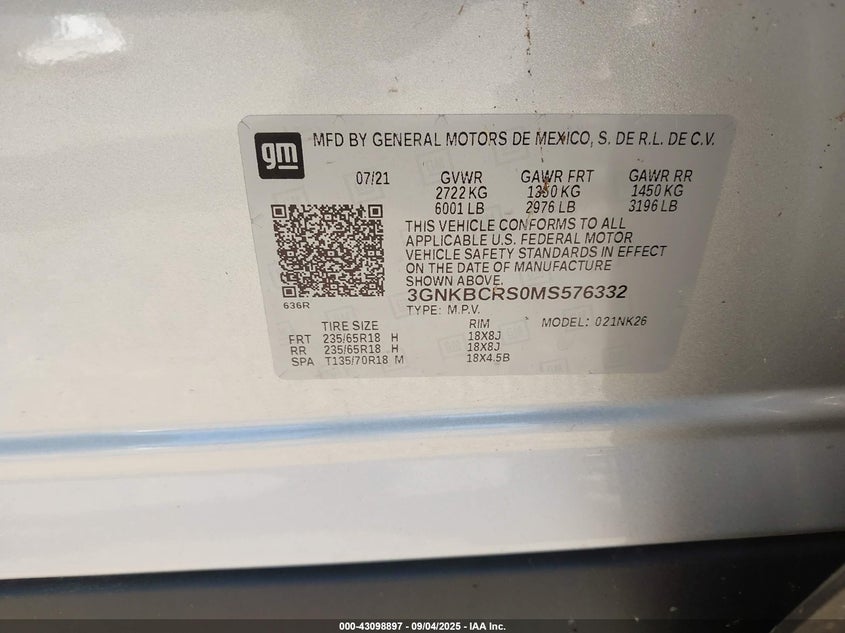 gm
MFD BY GENERAL MOTORS DE MEXICO, S. DE R.L. DE C.V.
07/21 GVWR GAWR FRT GAWR RR
2722 KG 1350 KG 1450 KG
6001 LB 2976 LB 3196 LB
THIS VEHICLE CONFORMS TO ALL
APPLICABLE U.S. FEDERAL MOTOR
VEHICLE SAFETY STANDARDS IN EFFECT
ON THE DATE OF MANUFACTURE
SHOWN ABOVE.
3GNKBCRS0MS576332
636R
TYPE: M.P.V.
TIRE SIZE RIM MODEL: 021NK26
FRT 235/65R18 H 18X8J
RR 235/65R18 H 18X8J
SPA T135/70R18 M 18X4.5B
000-43098897 - 09/04/2025 - IAA Inc.